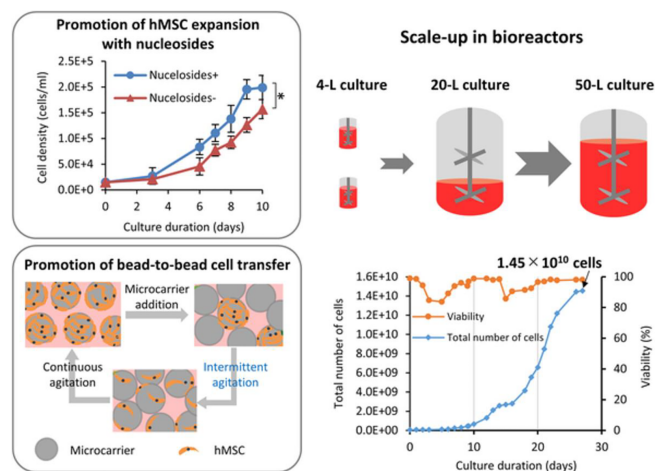 Promotion of hMSC expansion
with nucleosides
Cell density (cells/ml)
2.5E+5
2.0E+5
1.5E+5
1.0E+5
5.0E+4
0.0E+0
Nucelosides+
Nucelosides-
*
0 2 4 6 8 10
Culture duration (days)
Scale-up in bioreactors
4-L culture 20-L culture 50-L culture
Promotion of bead-to-bead cell transfer
Microcarrier
addition
Continuous
agitation
Intermittent
agitation
Microcarrier hMSC
1.45×10¹⁰ cells
Total number of cells
1.6E+10
1.4E+10
1.2E+10
1.0E+10
8.0E+09
6.0E+09
4.0E+09
2.0E+09
0.0E+0
Viability
Total number of cells
100
80
60
40
20
0
Viability (%)
0 10 20 30
Culture duration (days)